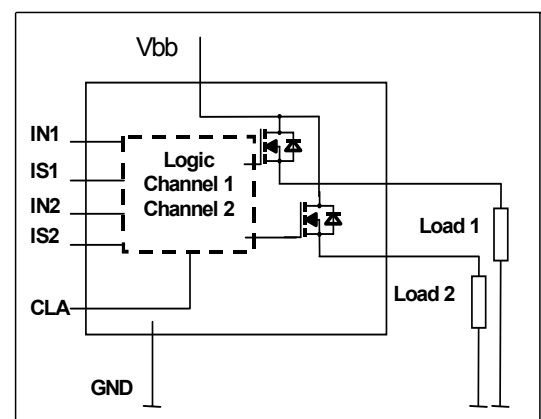 Vbb
IN1
IS1
IN2
IS2
Logic
Channel 1
Channel 2
Load 1
Load 2
CLA
GND